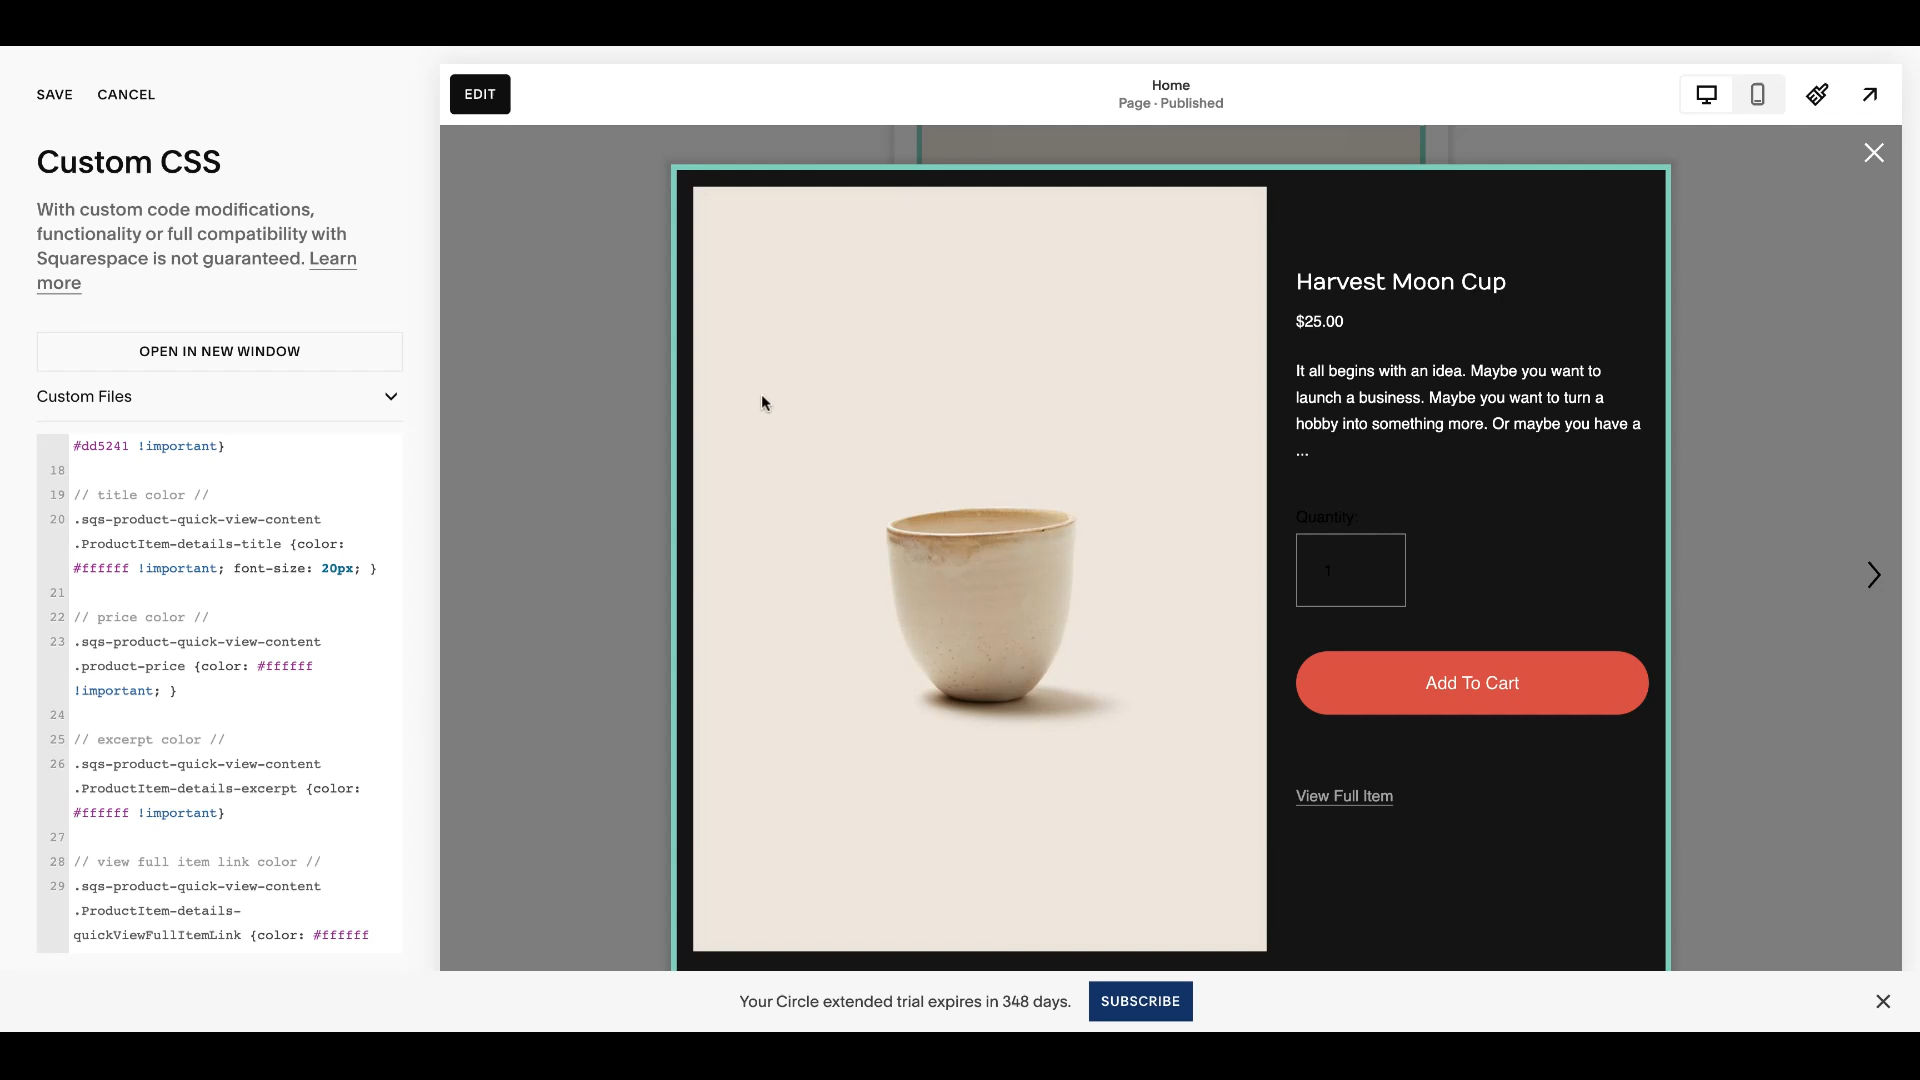 SAVE CANCEL
Custom CSS
With custom code modifications,
functionality or full compatibility with
Squarespace is not guaranteed. Learn
more
OPEN IN NEW WINDOW
Custom Files
#dd5241 !important}
18
19 // title color //
20 .sqs-product-quick-view-content
.ProductItem-details-title {color:
#ffffff !important; font-size: 20px; }
21
22 // price color //
23 .sqs-product-quick-view-content
.product-price {color: #ffffff
!important; }
24
25 // excerpt color //
26 .sqs-product-quick-view-content
.ProductItem-details-excerpt {color:
#ffffff !important}
27
28 // view full item link color //
29 .sqs-product-quick-view-content
.ProductItem-details-
quickViewFullItemLink {color: #ffffff
EDIT
Home
Page · Published
Harvest Moon Cup
$25.00
It all begins with an idea. Maybe you want to
launch a business. Maybe you want to turn a
hobby into something more. Or maybe you have a
...
Quantity:
1
Add To Cart
View Full Item
Your Circle extended trial expires in 348 days. SUBSCRIBE